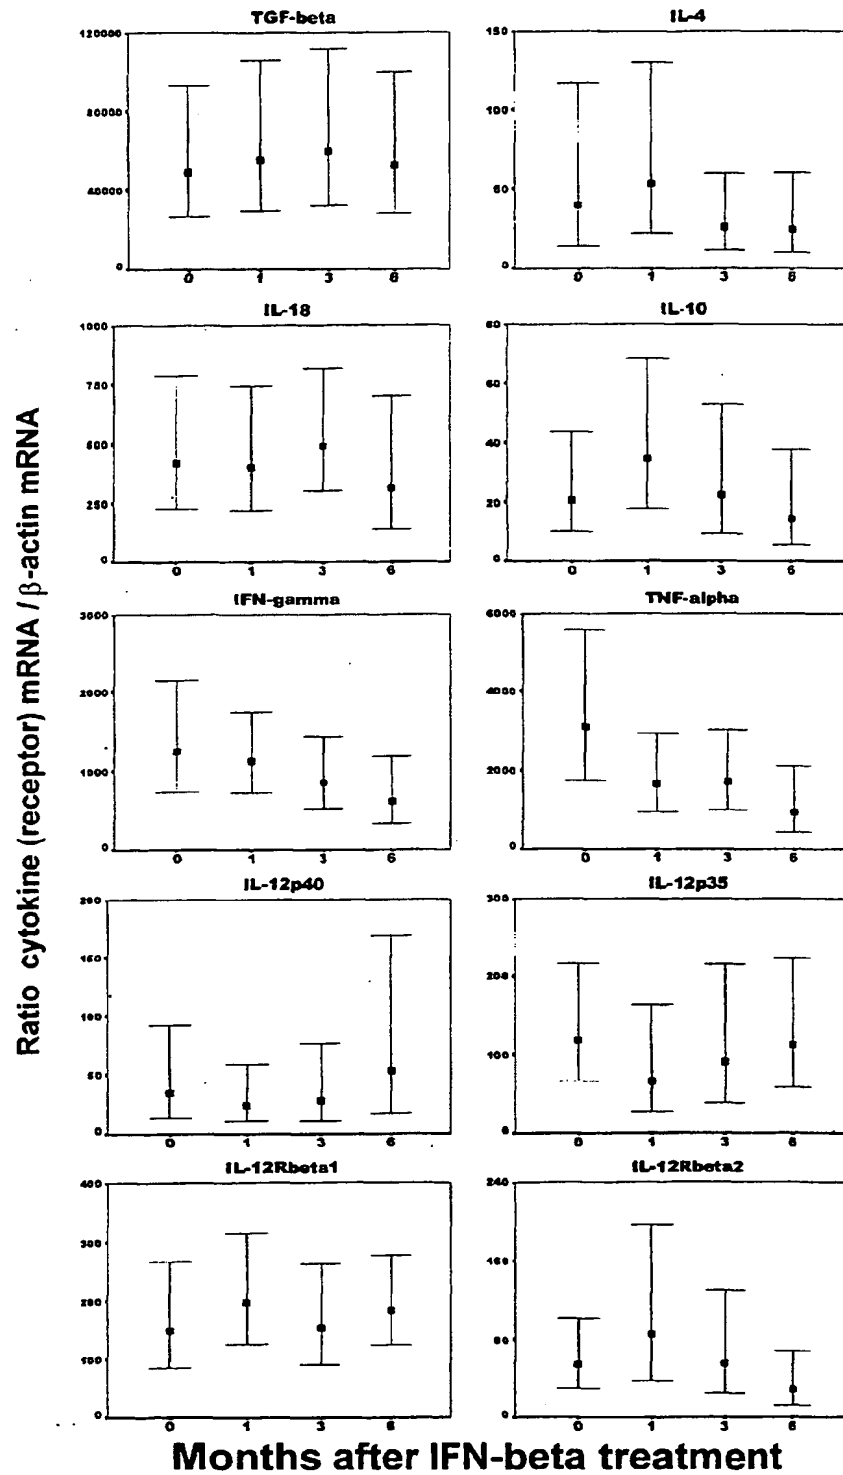 TGF-beta
120000
80000
40000
0
0 1 3 6
IL-4
150
100
50
0
0 1 3 6
IL-18
1000
750
500
250
0
0 1 3 6
IL-10
80
60
40
20
0
0 1 3 6
IFN-gamma
3000
2000
1000
0
0 1 3 6
TNF-alpha
6000
4000
2000
0
0 1 3 6
IL-12p40
200
150
100
50
0
0 1 3 6
IL-12p35
300
200
100
0
0 1 3 6
IL-12Rbeta1
400
300
200
100
0
0 1 3 6
IL-12Rbeta2
240
160
80
0
0 1 3 6
Ratio cytokine (receptor) mRNA / β-actin mRNA
Months after IFN-beta treatment